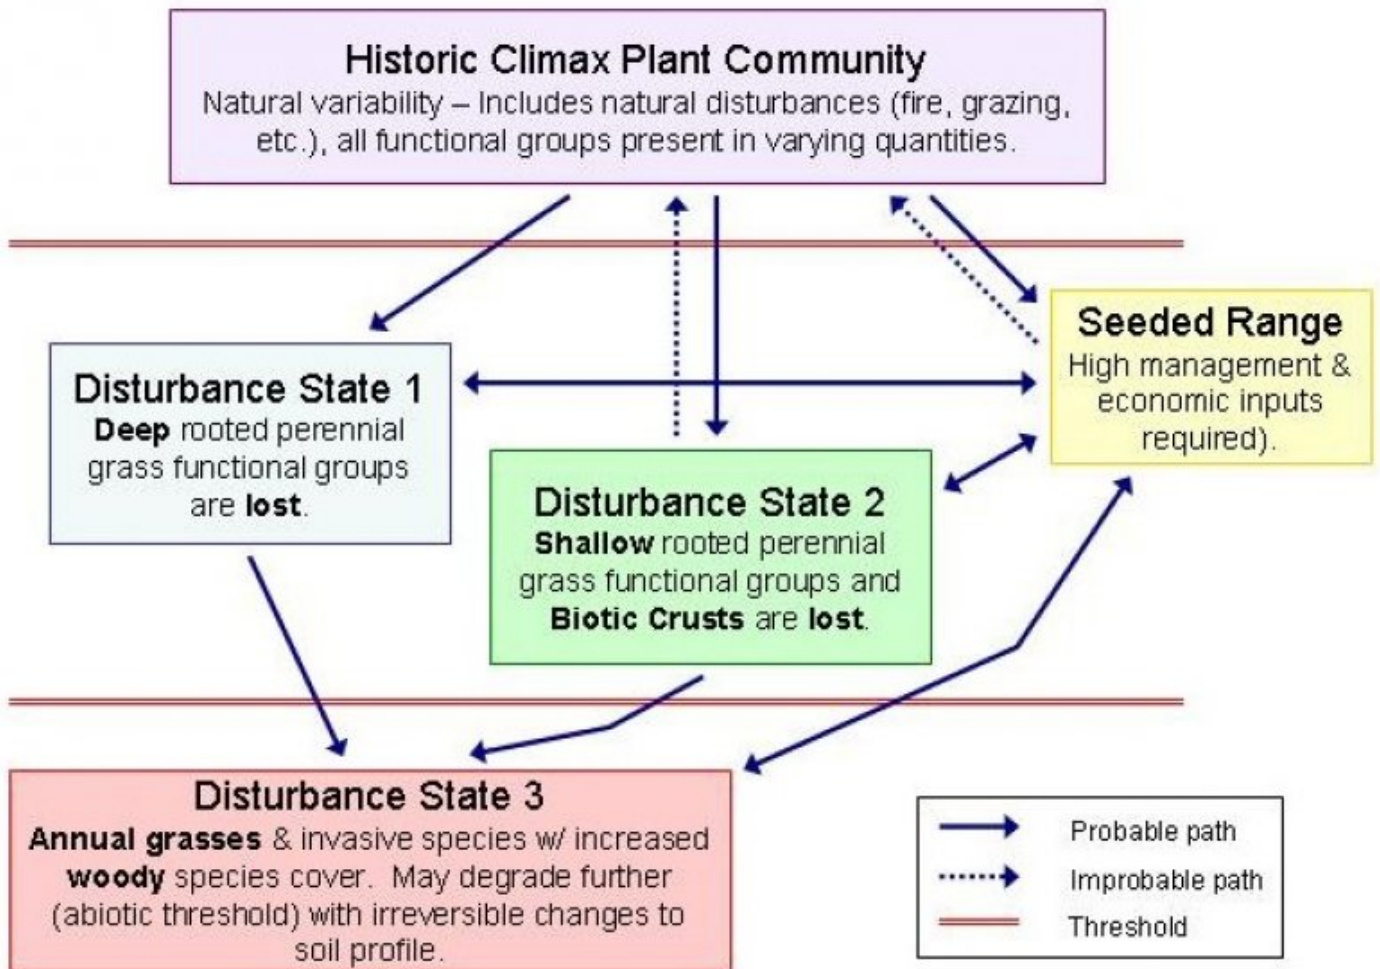 Historic Climax Plant Community
Natural variability – Includes natural disturbances (fire, grazing,
etc.), all functional groups present in varying quantities.
Seeded Range
High management &
economic inputs
required).
Disturbance State 1
Deep rooted perennial
grass functional groups
are lost.
Disturbance State 2
Shallow rooted perennial
grass functional groups and
Biotic Crusts are lost.
Disturbance State 3
Annual grasses & invasive species w/ increased
woody species cover. May degrade further
(abiotic threshold) with irreversible changes to
soil profile.
Probable path
Improbable path
Threshold